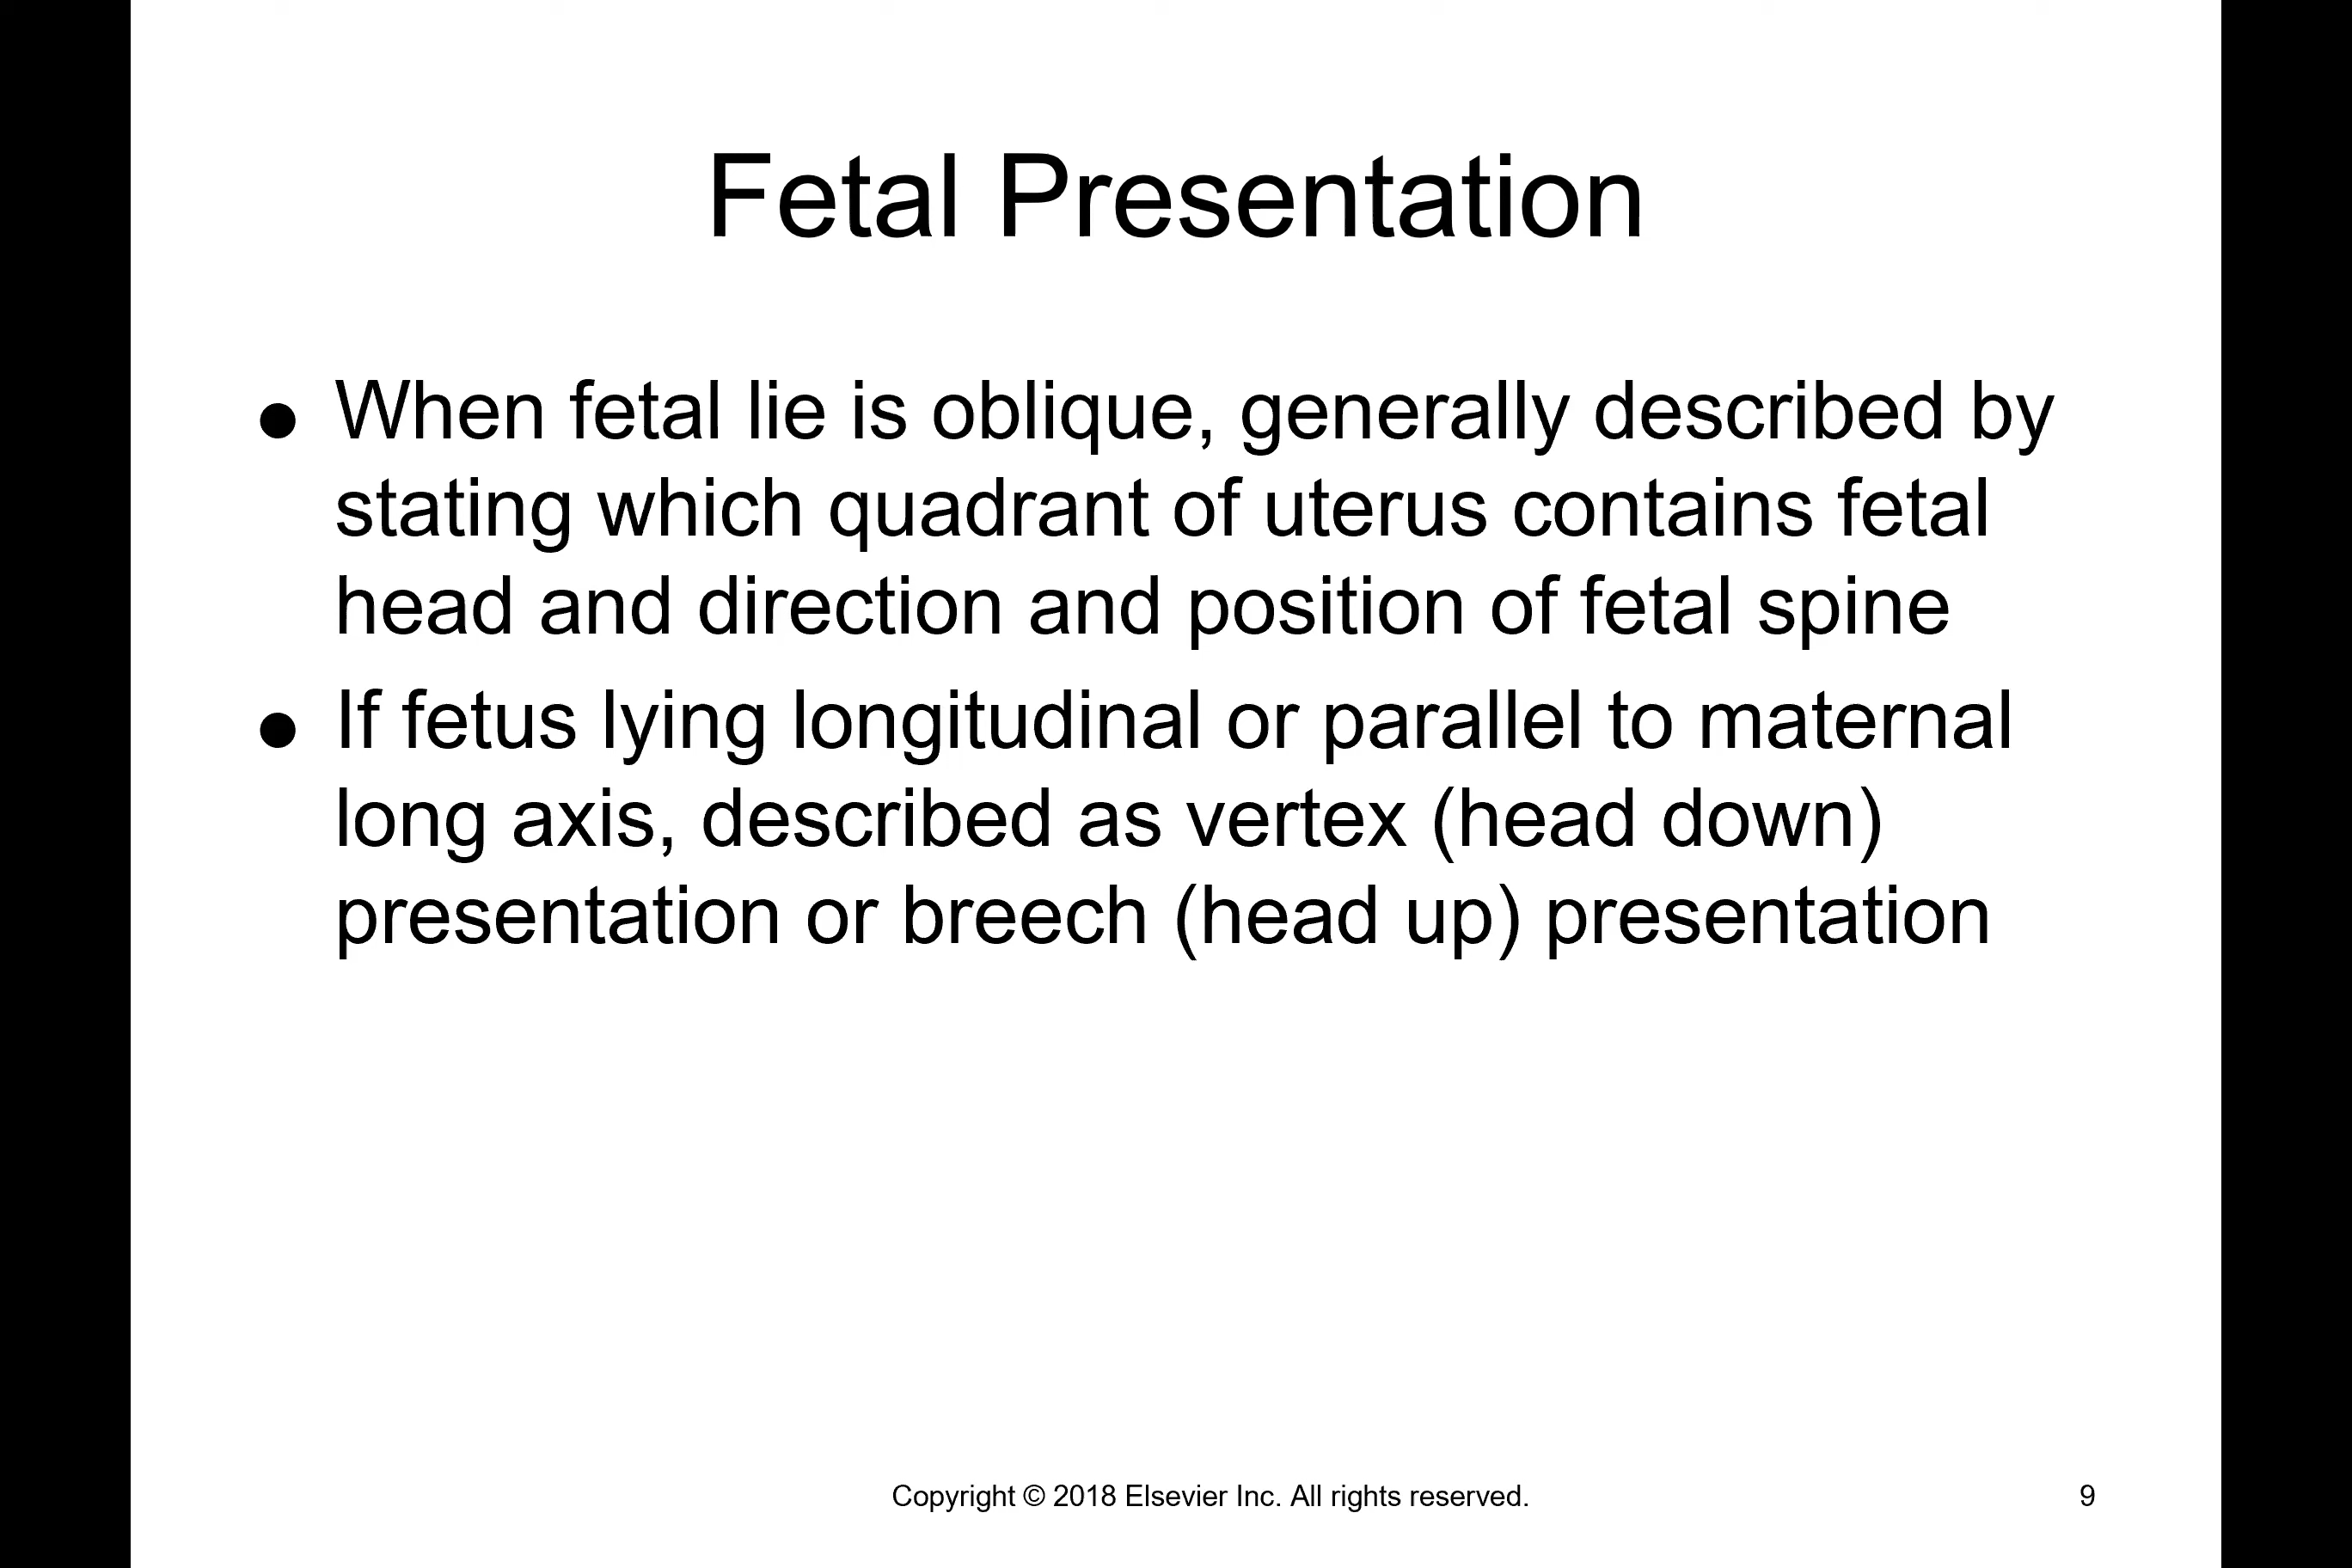 Fetal Presentation
● When fetal lie is oblique, generally described by
stating which quadrant of uterus contains fetal
head and direction and position of fetal spine
● If fetus lying longitudinal or parallel to maternal
long axis, described as vertex (head down)
presentation or breech (head up) presentation
Copyright © 2018 Elsevier Inc. All rights reserved. 9